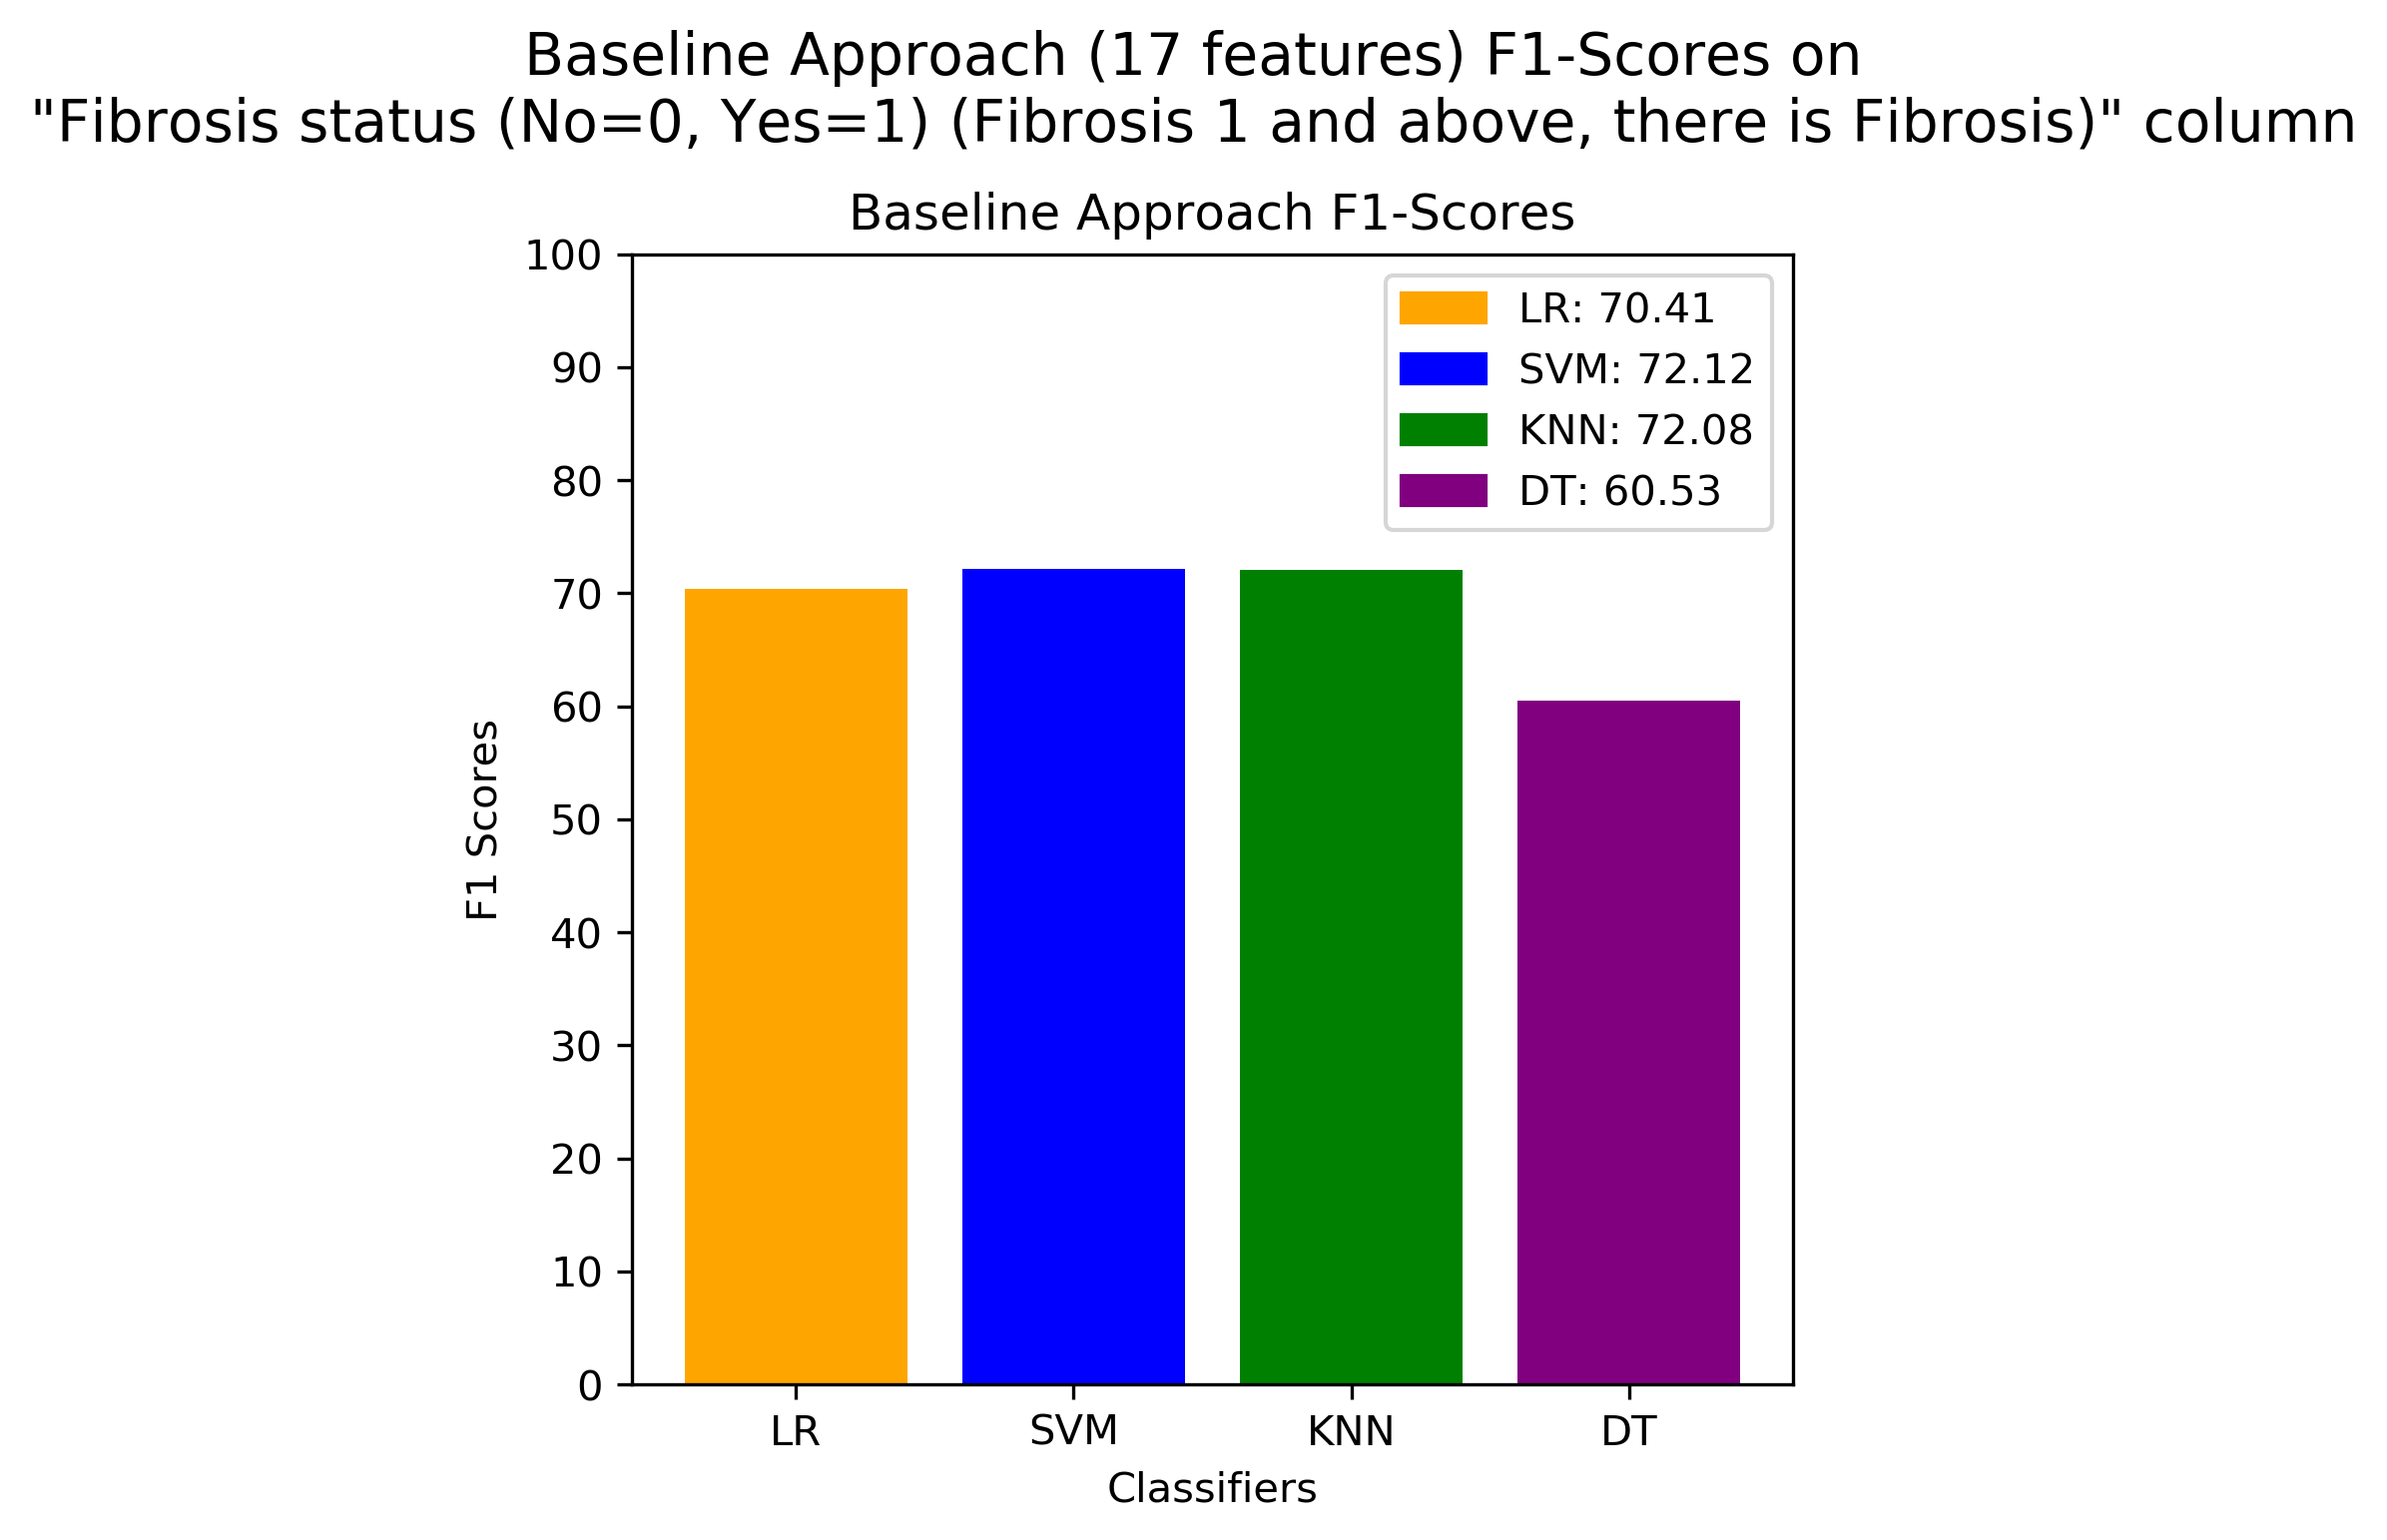 Baseline Approach (17 features) F1-Scores on
"Fibrosis status (No=0, Yes=1) (Fibrosis 1 and above, there is Fibrosis)" column
Baseline Approach F1-Scores
100
90
80
70
60
50
40
30
20
10
0
F1 Scores
LR: 70.41
SVM: 72.12
KNN: 72.08
DT: 60.53
LR
SVM
KNN
DT
Classifiers